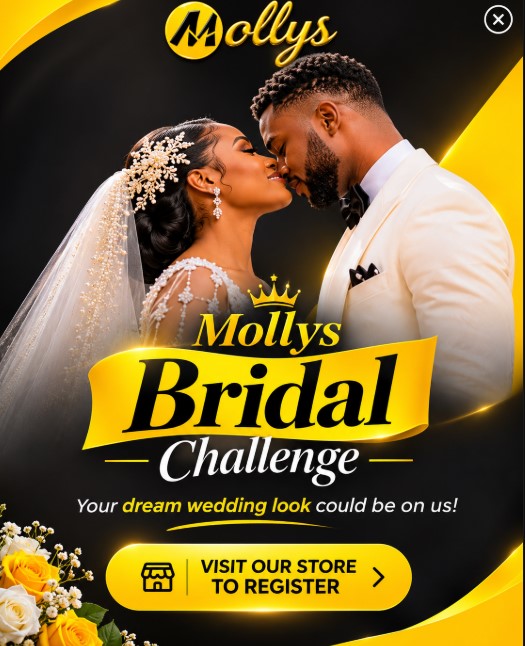 Mollys
Mollys
Bridal
Challenge
Your dream wedding look could be on us!
VISIT OUR STORE
TO REGISTER